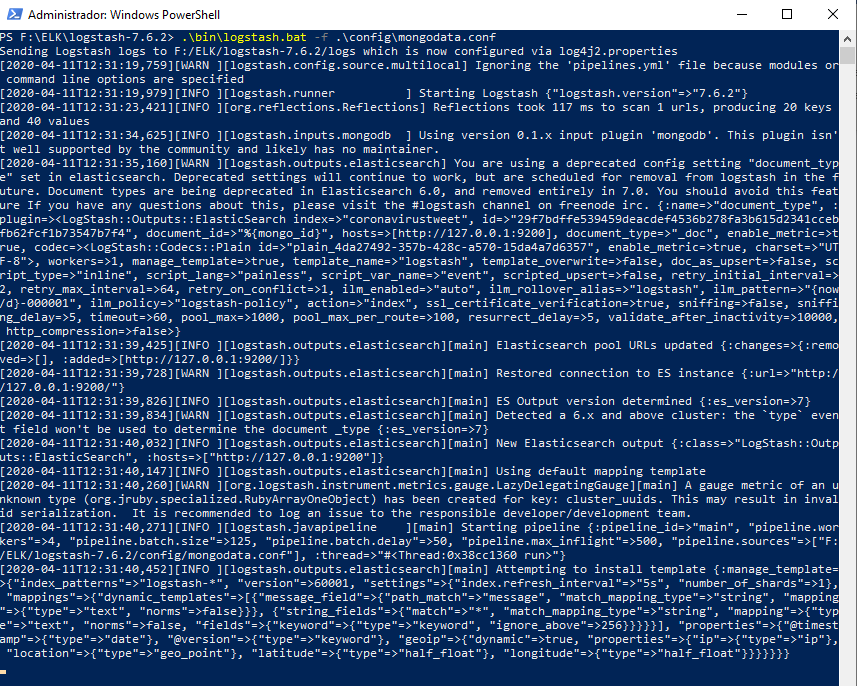 Administrador: Windows PowerShell
PS F:\ELK\logstash-7.6.2> .\bin\logstash.bat -f .\config\mongodata.conf
Sending Logstash logs to F:/ELK/logstash-7.6.2/logs which is now configured via log4j2.properties
[2020-04-11T12:31:19,759][WARN ][logstash.config.source.multilocal] Ignoring the 'pipelines.yml' file because modules or
 command line options are specified
[2020-04-11T12:31:19,979][INFO ][logstash.runner          ] Starting Logstash {"logstash.version"=>"7.6.2"}
[2020-04-11T12:31:23,421][INFO ][org.reflections.Reflections] Reflections took 117 ms to scan 1 urls, producing 20 keys
and 40 values
[2020-04-11T12:31:34,625][INFO ][logstash.inputs.mongodb  ] Using version 0.1.x input plugin 'mongodb'. This plugin isn'
t well supported by the community and likely has no maintainer.
[2020-04-11T12:31:35,160][WARN ][logstash.outputs.elasticsearch] You are using a deprecated config setting "document_typ
e" set in elasticsearch. Deprecated settings will continue to work, but are scheduled for removal from logstash in the f
uture. Document types are being deprecated in Elasticsearch 6.0, and removed entirely in 7.0. You should avoid this feat
ure If you have any questions about this, please visit the #logstash channel on freenode irc. {:name=>"document_type", :
plugin=><LogStash::Outputs::ElasticSearch index=>"coronavirustweet", id=>"29f7bdffe539459deacdef4536b278fa3b615d2341cceb
fb62fcf1b73547b7f4", document_id=>"%{mongo_id}", hosts=>[http://127.0.0.1:9200], document_type=>"_doc", enable_metric=>t
rue, codec=><LogStash::Codecs::Plain id=>"plain_4da27492-357b-428c-a570-15da4a7d6357", enable_metric=>true, charset=>"UT
F-8">, workers=>1, manage_template=>true, template_name=>"logstash", template_overwrite=>false, doc_as_upsert=>false, sc
ript_type=>"inline", script_lang=>"painless", script_var_name=>"event", scripted_upsert=>false, retry_initial_interval=>
2, retry_max_interval=>64, retry_on_conflict=>1, ilm_enabled=>"auto", ilm_rollover_alias=>"logstash", ilm_pattern=>"{now
/d}-000001", ilm_policy=>"logstash-policy", action=>"index", ssl_certificate_verification=>true, sniffing=>false, sniffi
ng_delay=>5, timeout=>60, pool_max=>1000, pool_max_per_route=>100, resurrect_delay=>5, validate_after_inactivity=>10000,
 http_compression=>false>}
[2020-04-11T12:31:39,425][INFO ][logstash.outputs.elasticsearch][main] Elasticsearch pool URLs updated {:changes=>{:remo
ved=>[], :added=>[http://127.0.0.1:9200/]}}
[2020-04-11T12:31:39,728][WARN ][logstash.outputs.elasticsearch][main] Restored connection to ES instance {:url=>"http:/
/127.0.0.1:9200/"}
[2020-04-11T12:31:39,826][INFO ][logstash.outputs.elasticsearch][main] ES Output version determined {:es_version=>7}
[2020-04-11T12:31:39,834][WARN ][logstash.outputs.elasticsearch][main] Detected a 6.x and above cluster: the `type` even
t field won't be used to determine the document _type {:es_version=>7}
[2020-04-11T12:31:40,032][INFO ][logstash.outputs.elasticsearch][main] New Elasticsearch output {:class=>"LogStash::Outp
uts::ElasticSearch", :hosts=>["http://127.0.0.1:9200"]}
[2020-04-11T12:31:40,147][INFO ][logstash.outputs.elasticsearch][main] Using default mapping template
[2020-04-11T12:31:40,260][WARN ][org.logstash.instrument.metrics.gauge.LazyDelegatingGauge][main] A gauge metric of an u
nknown type (org.jruby.specialized.RubyArrayOneObject) has been created for key: cluster_uuids. This may result in inval
id serialization.  It is recommended to log an issue to the responsible developer/development team.
[2020-04-11T12:31:40,271][INFO ][logstash.javapipeline    ][main] Starting pipeline {:pipeline_id=>"main", "pipeline.wor
kers"=>4, "pipeline.batch.size"=>125, "pipeline.batch.delay"=>50, "pipeline.max_inflight"=>500, "pipeline.sources"=>["F:
/ELK/logstash-7.6.2/config/mongodata.conf"], :thread=>"#<Thread:0x38cc1360 run>"}
[2020-04-11T12:31:40,452][INFO ][logstash.outputs.elasticsearch][main] Attempting to install template {:manage_template=
>{"index_patterns"=>"logstash-*", "version"=>60001, "settings"=>{"index.refresh_interval"=>"5s", "number_of_shards"=>1},
 "mappings"=>{"dynamic_templates"=>[{"message_field"=>{"path_match"=>"message", "match_mapping_type"=>"string", "mapping
"=>{"type"=>"text", "norms"=>false}}}, {"string_fields"=>{"match"=>"*", "match_mapping_type"=>"string", "mapping"=>{"typ
e"=>"text", "norms"=>false, "fields"=>{"keyword"=>{"type"=>"keyword", "ignore_above"=>256}}}}}], "properties"=>{"@timest
amp"=>{"type"=>"date"}, "@version"=>{"type"=>"keyword"}, "geoip"=>{"dynamic"=>true, "properties"=>{"ip"=>{"type"=>"ip"},
 "location"=>{"type"=>"geo_point"}, "latitude"=>{"type"=>"half_float"}, "longitude"=>{"type"=>"half_float"}}}}}}}